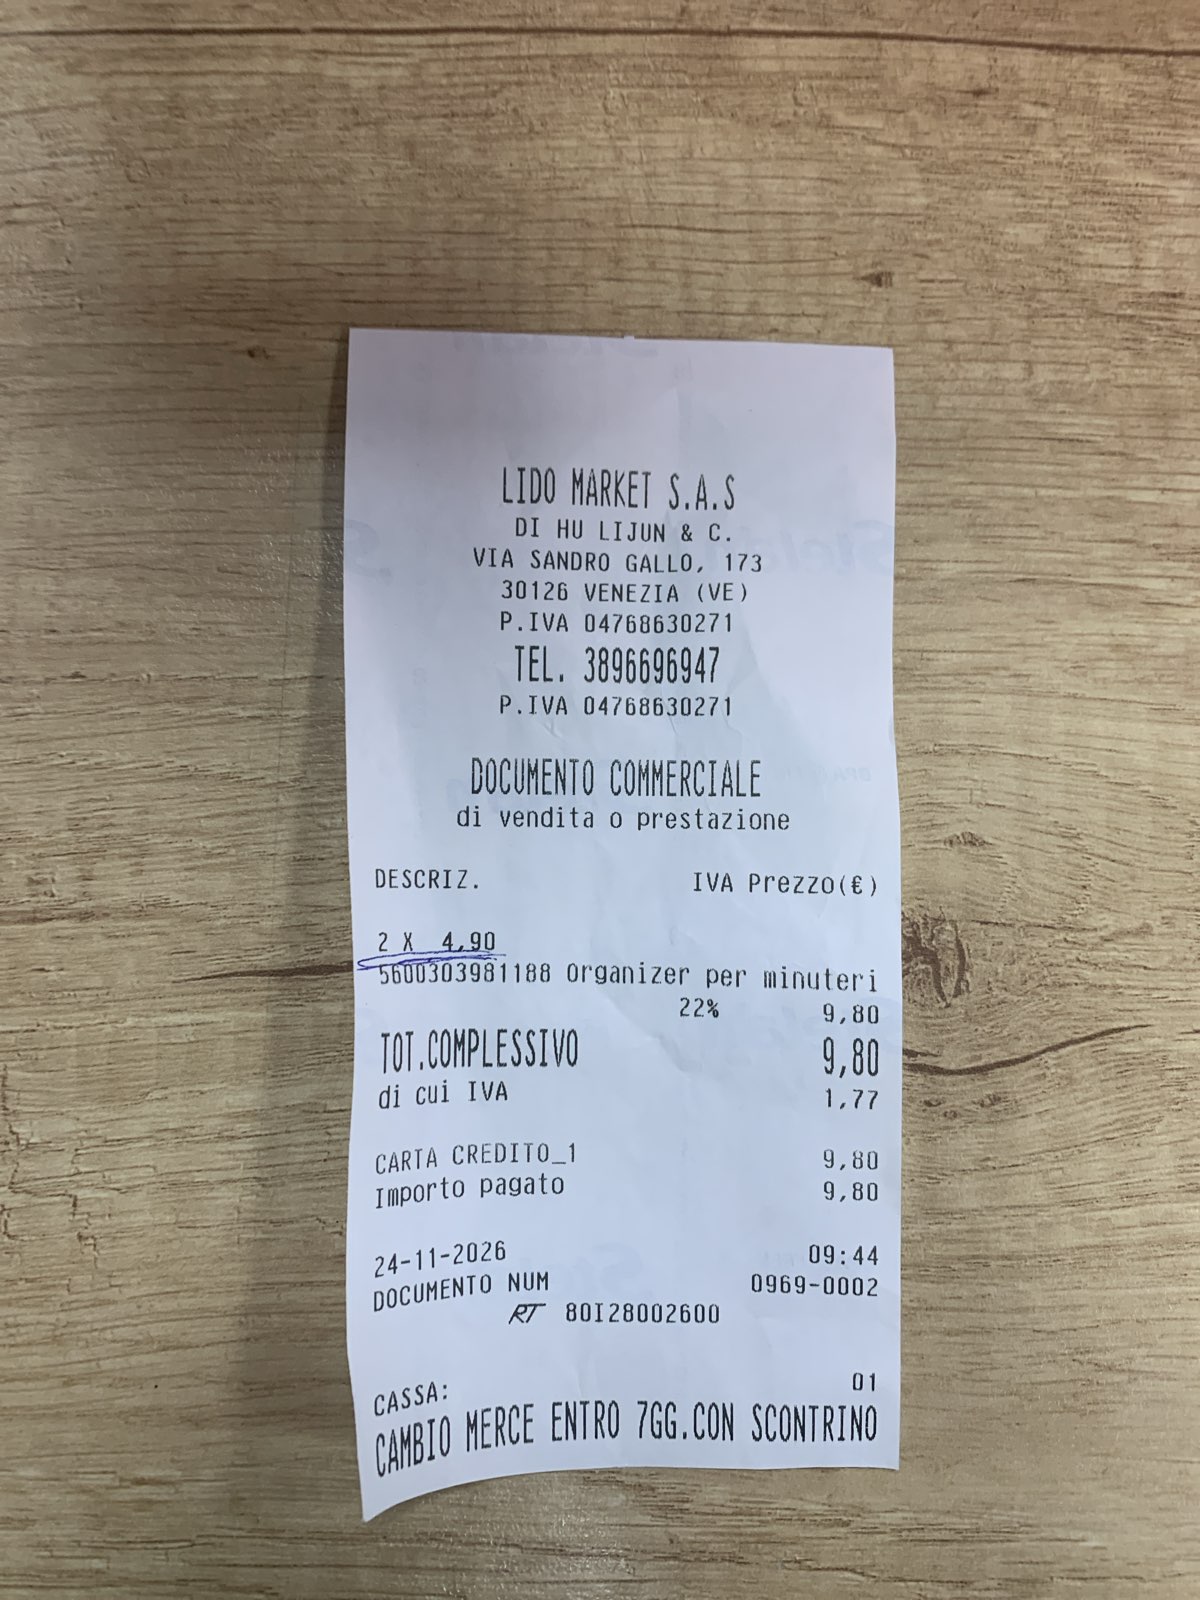 LIDO MARKET S.A.S
DI HU LIJUN & C.
VIA SANDRO GALLO, 173
30126 VENEZIA (VE)
P.IVA 04768630271
TEL. 3896696947
P.IVA 04768630271
DOCUMENTO COMMERCIALE
di vendita o prestazione
DESCRIZ. IVA Prezzo(€)
2 X 4,90
5600303981188 Organizer per minuteri
22% 9,80
TOT.COMPLESSIVO 9,80
di cui IVA 1,77
CARTA CREDITO_1 9,80
Importo pagato 9,80
24-11-2026 09:44
DOCUMENTO NUM 0969-0002
RT 80I28002600
CASSA: 01
CAMBIO MERCE ENTRO 7GG.CON SCONTRINO